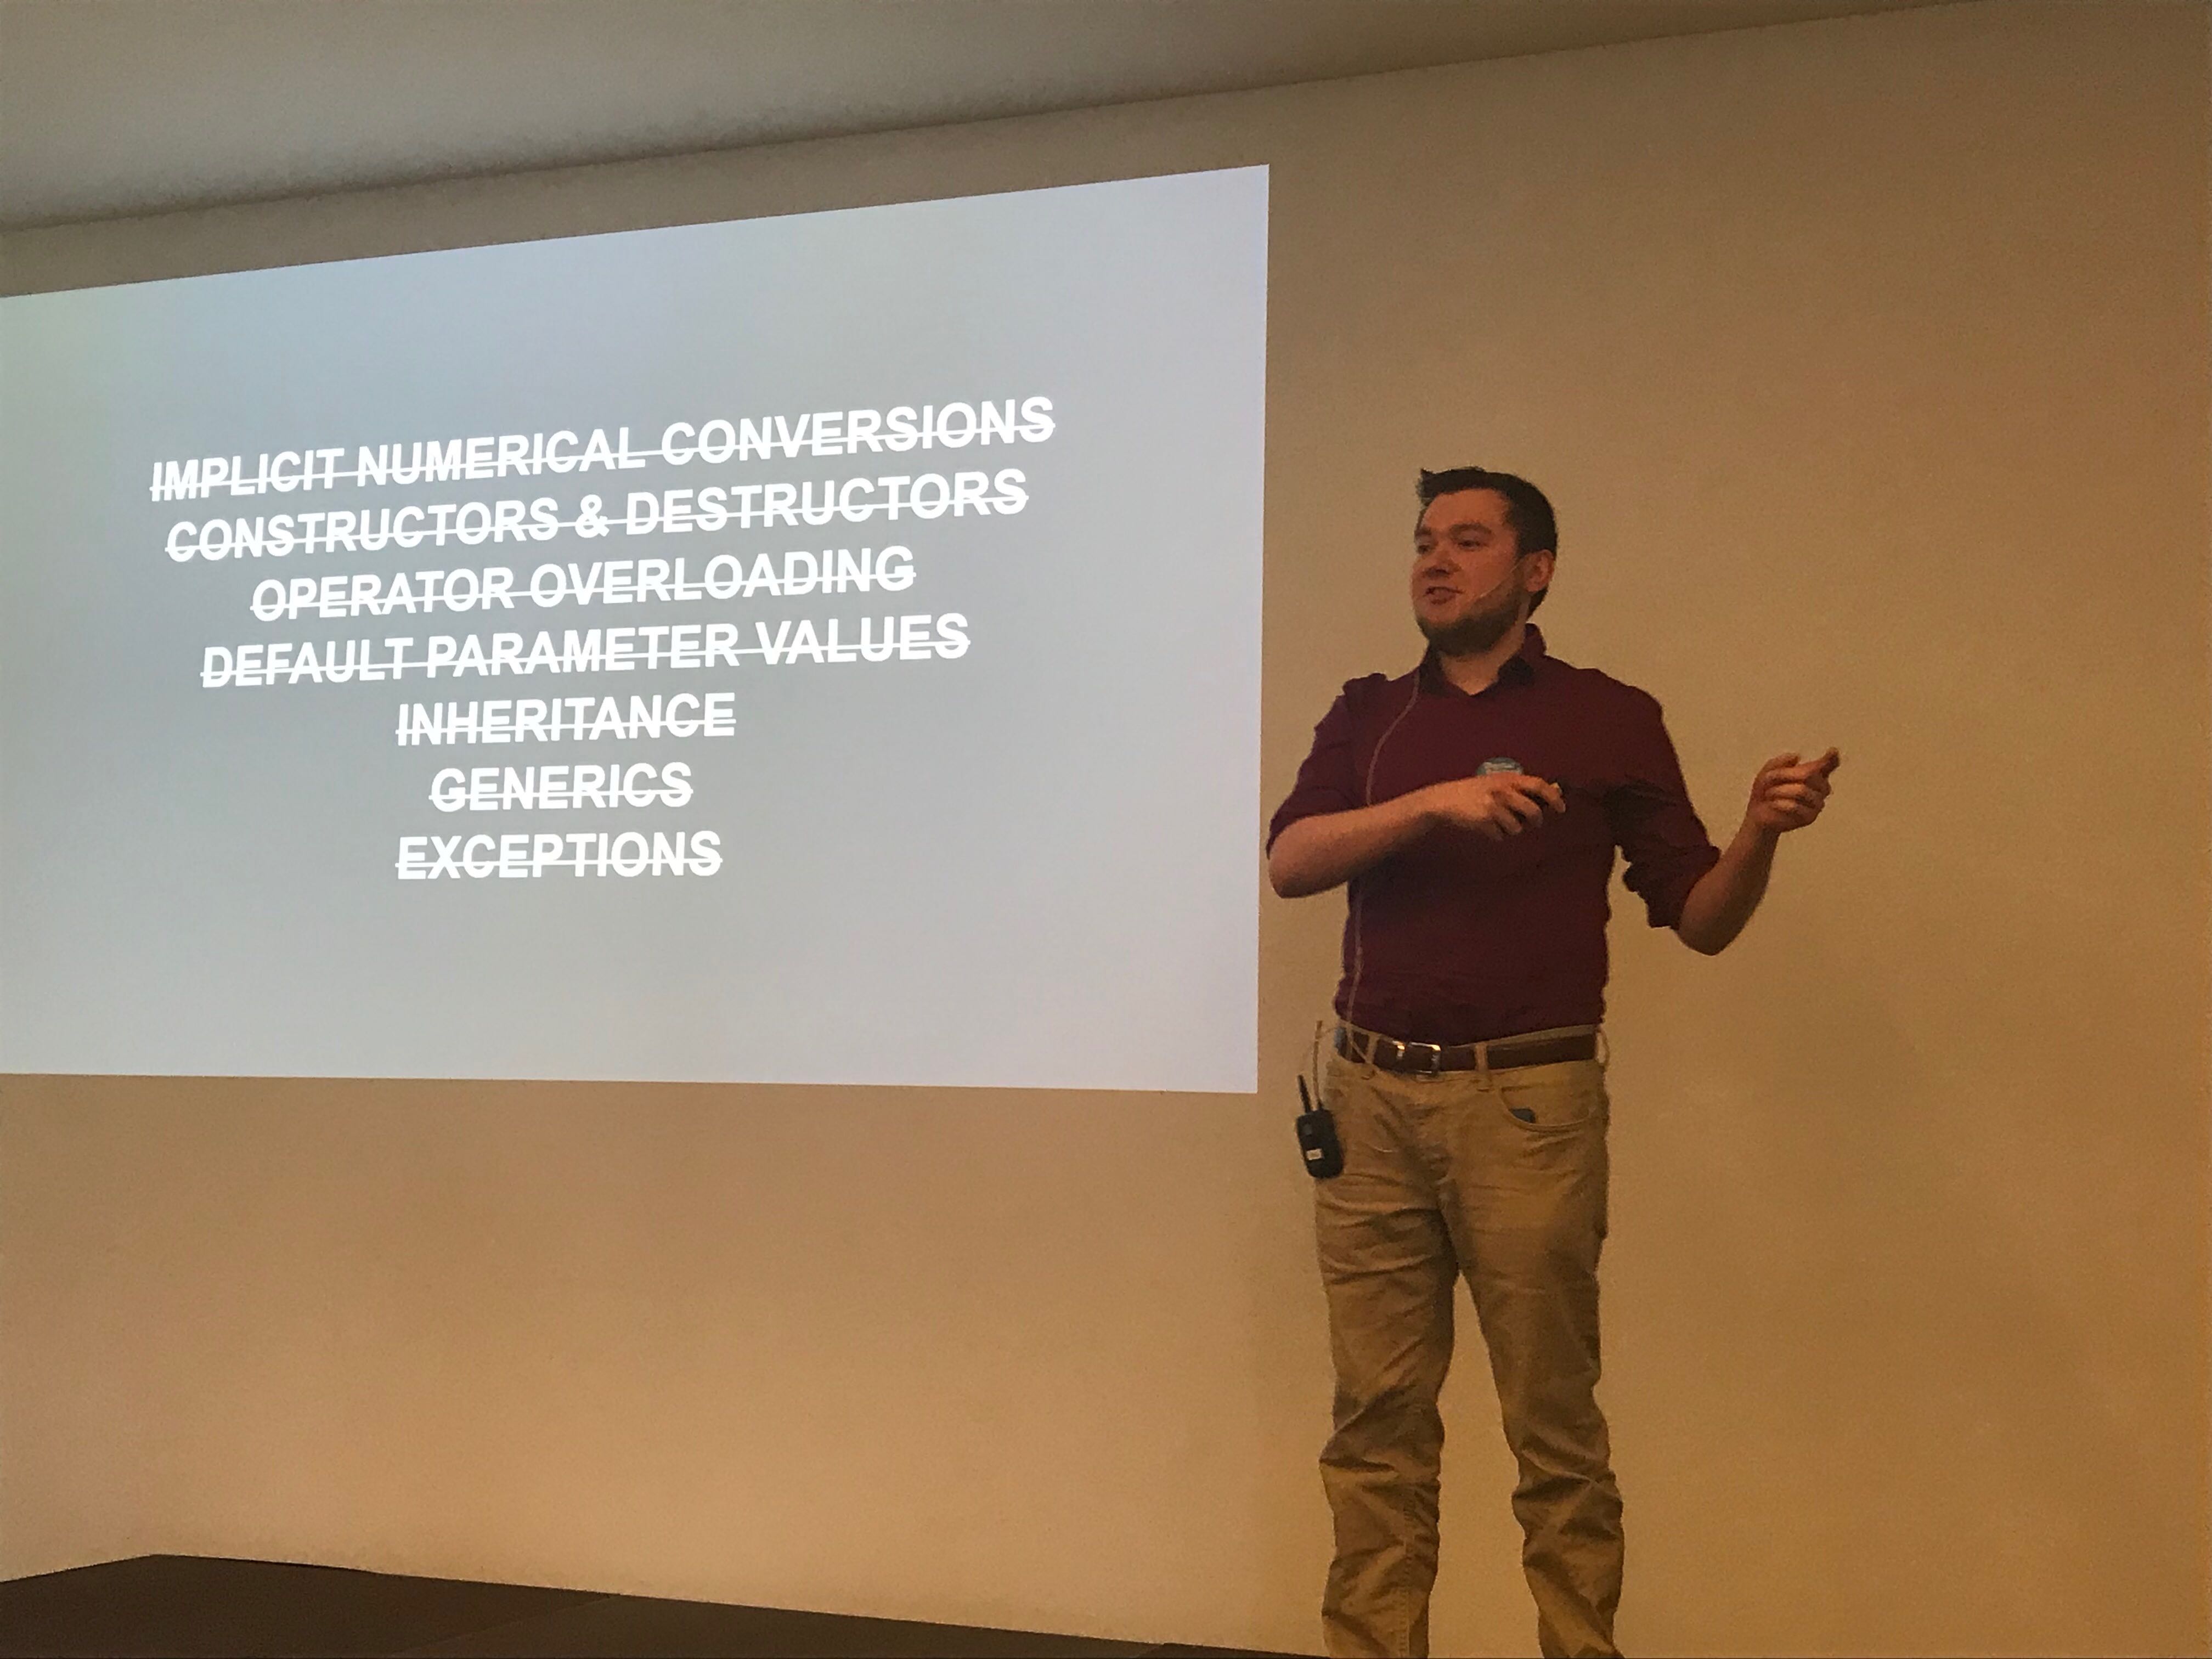 IMPLICIT NUMERICAL CONVERSIONS
CONSTRUCTORS & DESTRUCTORS
OPERATOR OVERLOADING
DEFAULT PARAMETER VALUES
INHERITANCE
GENERICS
EXCEPTIONS